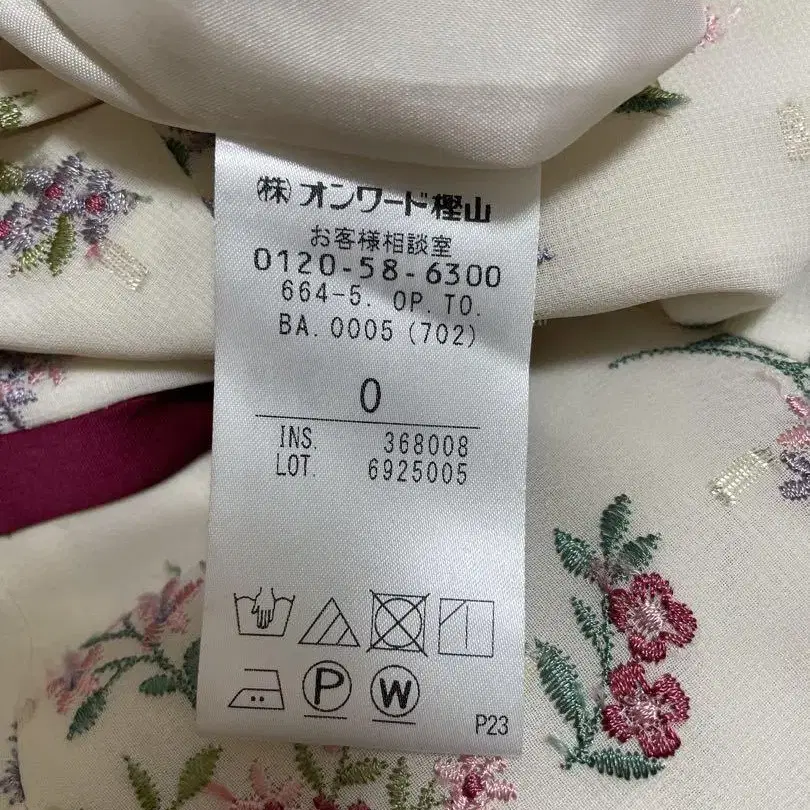 ㈱オンワード樫山
お客様相談室
0120-58-6300
664-5. OP. TO.
BA. 0005 (702)
0
INS. 368008
LOT. 6925005
P W
P23